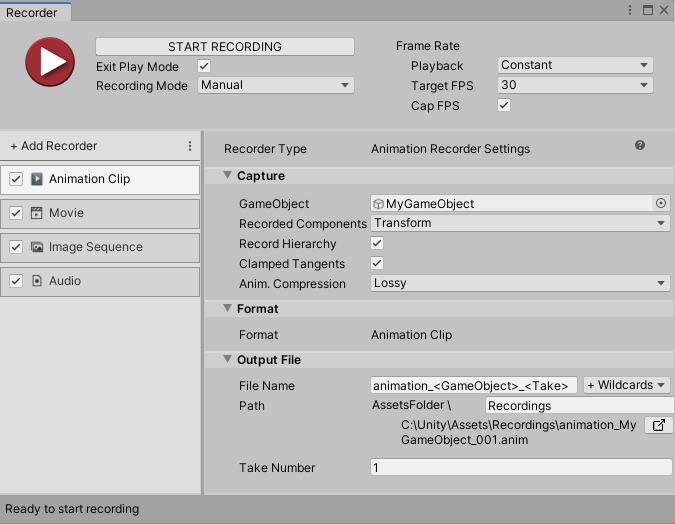 Recorder
START RECORDING
Exit Play Mode
Recording Mode Manual
Frame Rate
Playback Constant
Target FPS 30
Cap FPS
+ Add Recorder
Animation Clip
Movie
Image Sequence
Audio
Recorder Type Animation Recorder Settings
Capture
GameObject MyGameObject
Recorded Components Transform
Record Hierarchy
Clamped Tangents
Anim. Compression Lossy
Format
Format Animation Clip
Output File
File Name animation_<GameObject>_<Take> + Wildcards
Path AssetsFolder \ Recordings
C:\Unity\Assets\Recordings\animation_My
GameObject_001.anim
Take Number 1
Ready to start recording